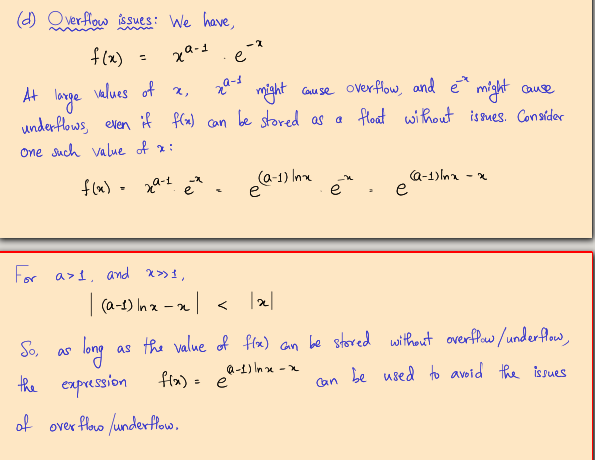 (d) Overflow issues: We have,
f(x) = x^{a-1} . e^{-x}
At large values of x, x^{a-1} might cause overflow, and e^{-x} might cause
underflows, even if f(x) can be stored as a float without issues. Consider
one such value of x:
f(x) = x^{a-1} e^{-x} = e^{(a-1) ln x} . e^{-x} = e^{(a-1) ln x - x}
For a>1, and x>>1,
| (a-1) ln x - x | < |x|
So, as long as the value of f(x) can be stored without overflow/underflow,
the expression f(x) = e^{(a-1) ln x - x} can be used to avoid the issues
of overflow/underflow.